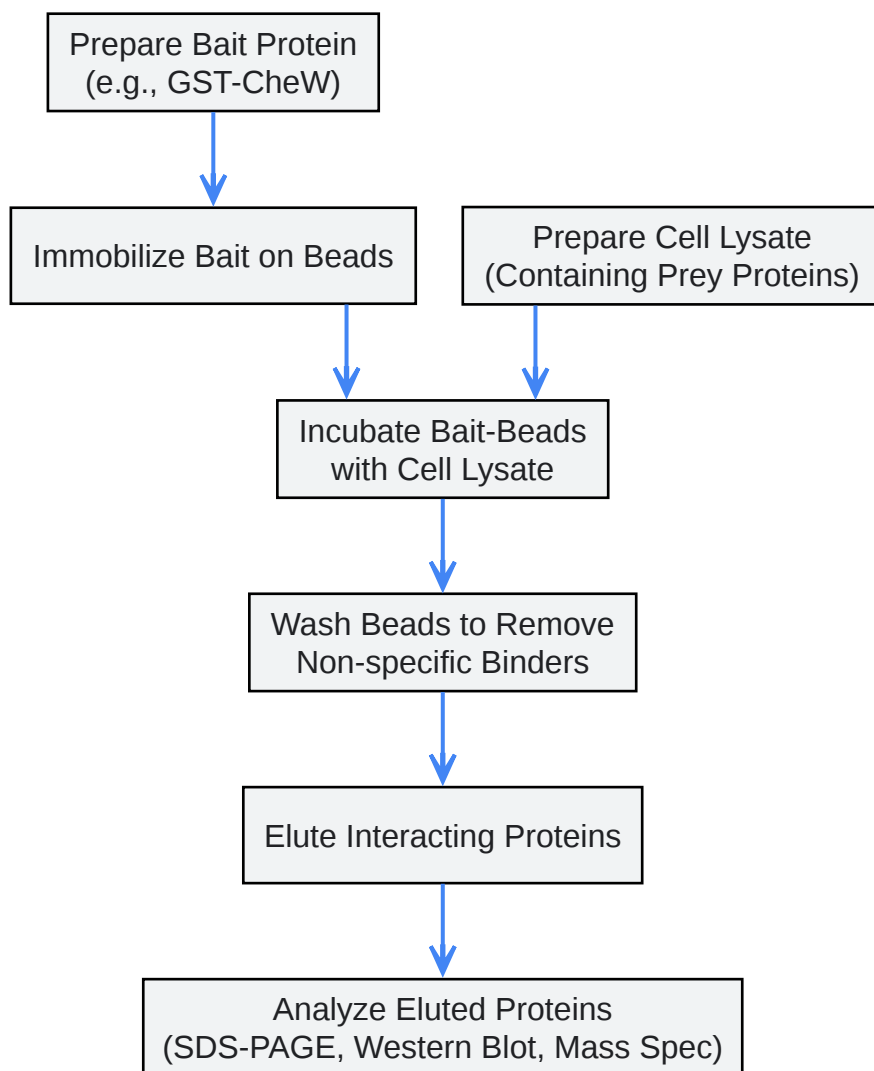 Prepare Bait Protein
(e.g., GST-CheW)
Immobilize Bait on Beads
Prepare Cell Lysate
(Containing Prey Proteins)
Incubate Bait-Beads
with Cell Lysate
Wash Beads to Remove
Non-specific Binders
Elute Interacting Proteins
Analyze Eluted Proteins
(SDS-PAGE, Western Blot, Mass Spec)